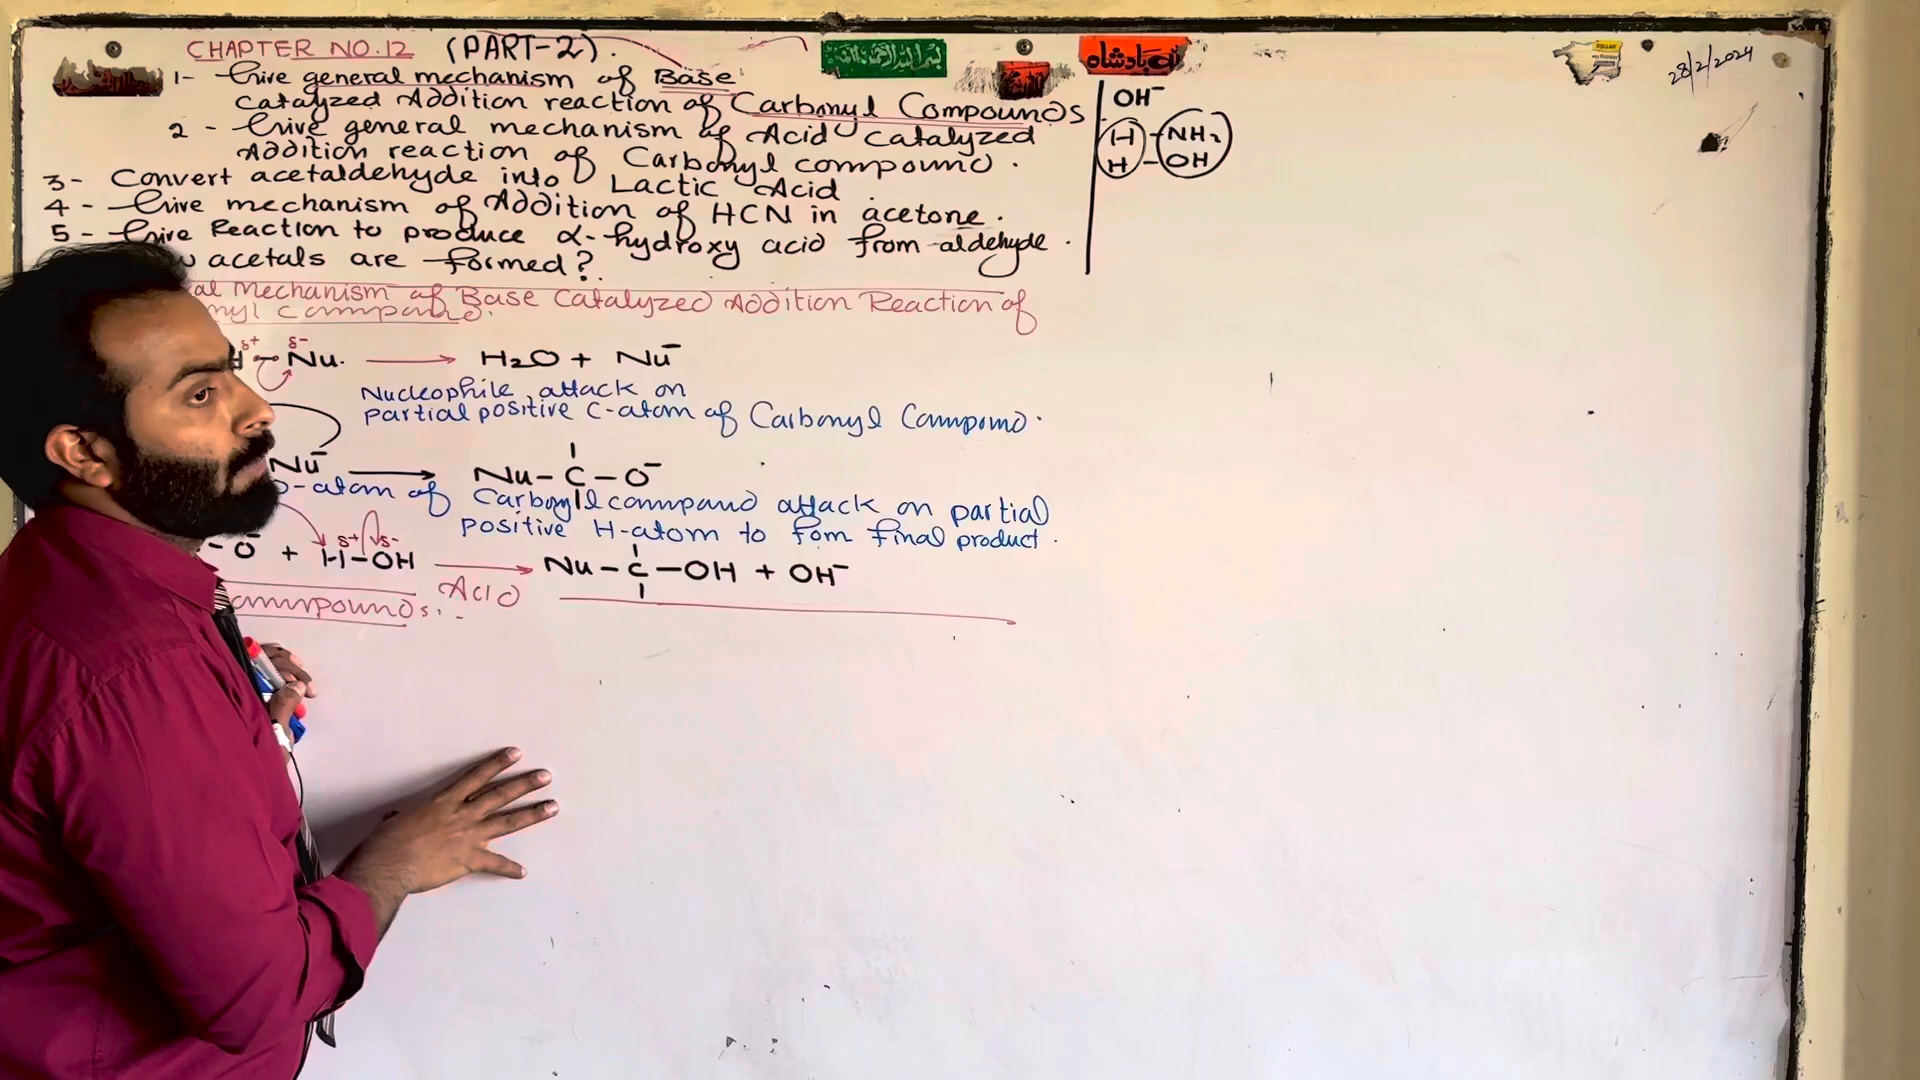 CHAPTER NO.12 (PART-2).
1- Give general mechanism of Base
Catalyzed Addition reaction of Carbonyl Compounds
2 - Give general mechanism of Acid Catalyzed
Addition reaction of Carbonyl compound .
3- Convert acetaldehyde into Lactic Acid .
4 - Give mechanism of Addition of HCN in acetone .
5 - Give Reaction to produce α-hydroxy acid from aldehyde .
acetals are formed?
OH⁻
H - NH₂
H - OH
28/2/2024
Mechanism of Base Catalyzed Addition Reaction of
Compound.
δ+ δ-
H - Nu. → H₂O + Nu⁻
Nucleophile attack on
partial positive C-atom of Carbonyl Compound .
Nu⁻ → Nu - C - O⁻
O-atom of Carbonyl compound attack on partial
positive H-atom to fom final product .
δ+ δ-
- O⁻ + H-OH → Nu - C - OH + OH⁻
Acid
Compounds.